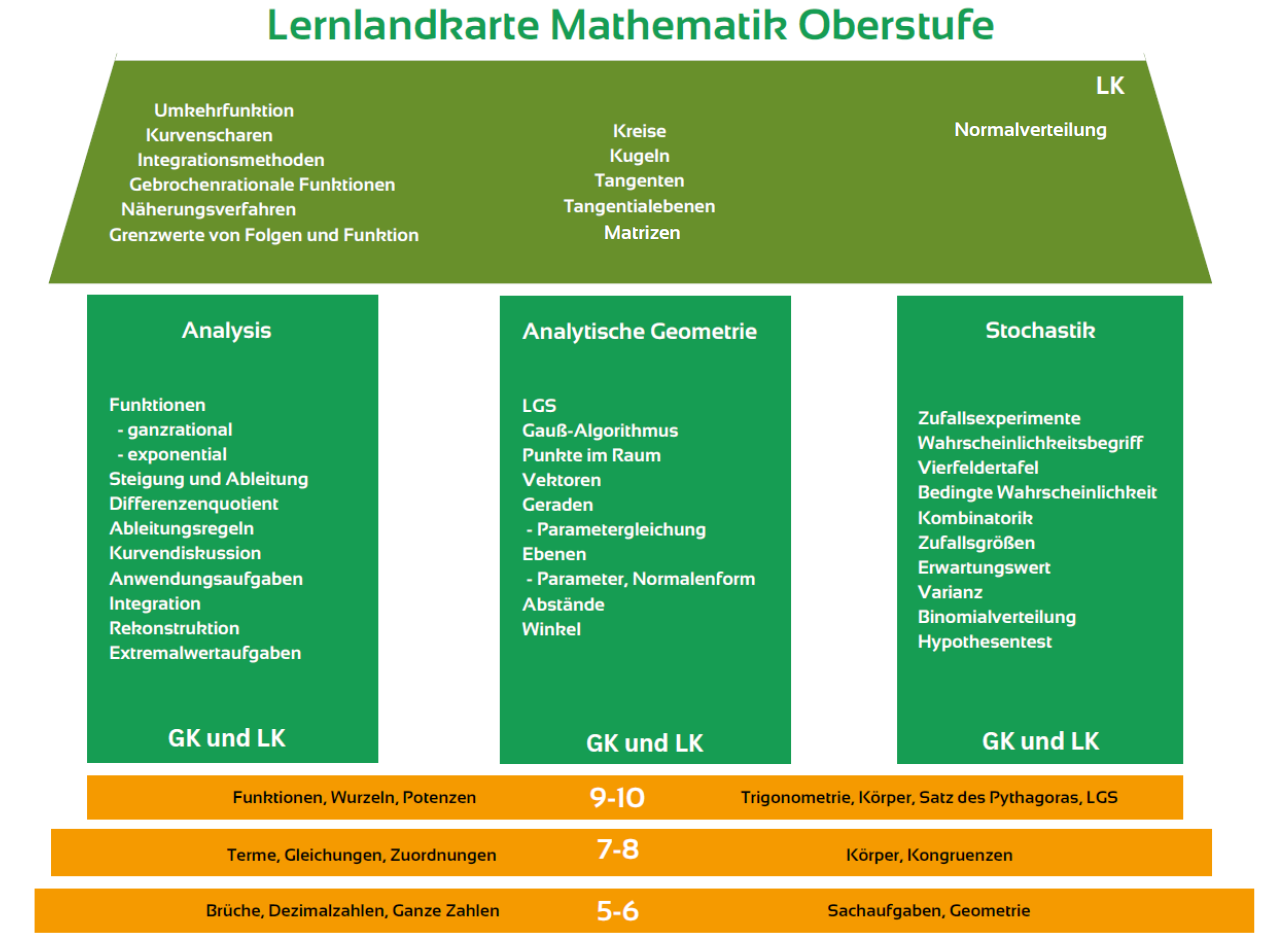 Lernlandkarte Mathematik Oberstufe
LK
Umkehrfunktion
Kurvenscharen
Integrationsmethoden
Gebrochenrationale Funktionen
Näherungsverfahren
Grenzwerte von Folgen und Funktion
Kreise
Kugeln
Tangenten
Tangentialebenen
Matrizen
Normalverteilung
Analysis
Funktionen
- ganzrational
- exponential
Steigung und Ableitung
Differenzenquotient
Ableitungsregeln
Kurvendiskussion
Anwendungsaufgaben
Integration
Rekonstruktion
Extremalwertaufgaben
GK und LK
Analytische Geometrie
LGS
Gauß-Algorithmus
Punkte im Raum
Vektoren
Geraden
- Parametergleichung
Ebenen
- Parameter, Normalenform
Abstände
Winkel
GK und LK
Stochastik
Zufallsexperimente
Wahrscheinlichkeitsbegriff
Vierfeldertafel
Bedingte Wahrscheinlichkeit
Kombinatorik
Zufallsgrößen
Erwartungswert
Varianz
Binomialverteilung
Hypothesentest
GK und LK
Funktionen, Wurzeln, Potenzen 9-10 Trigonometrie, Körper, Satz des Pythagoras, LGS
Terme, Gleichungen, Zuordnungen 7-8 Körper, Kongruenzen
Brüche, Dezimalzahlen, Ganze Zahlen 5-6 Sachaufgaben, Geometrie